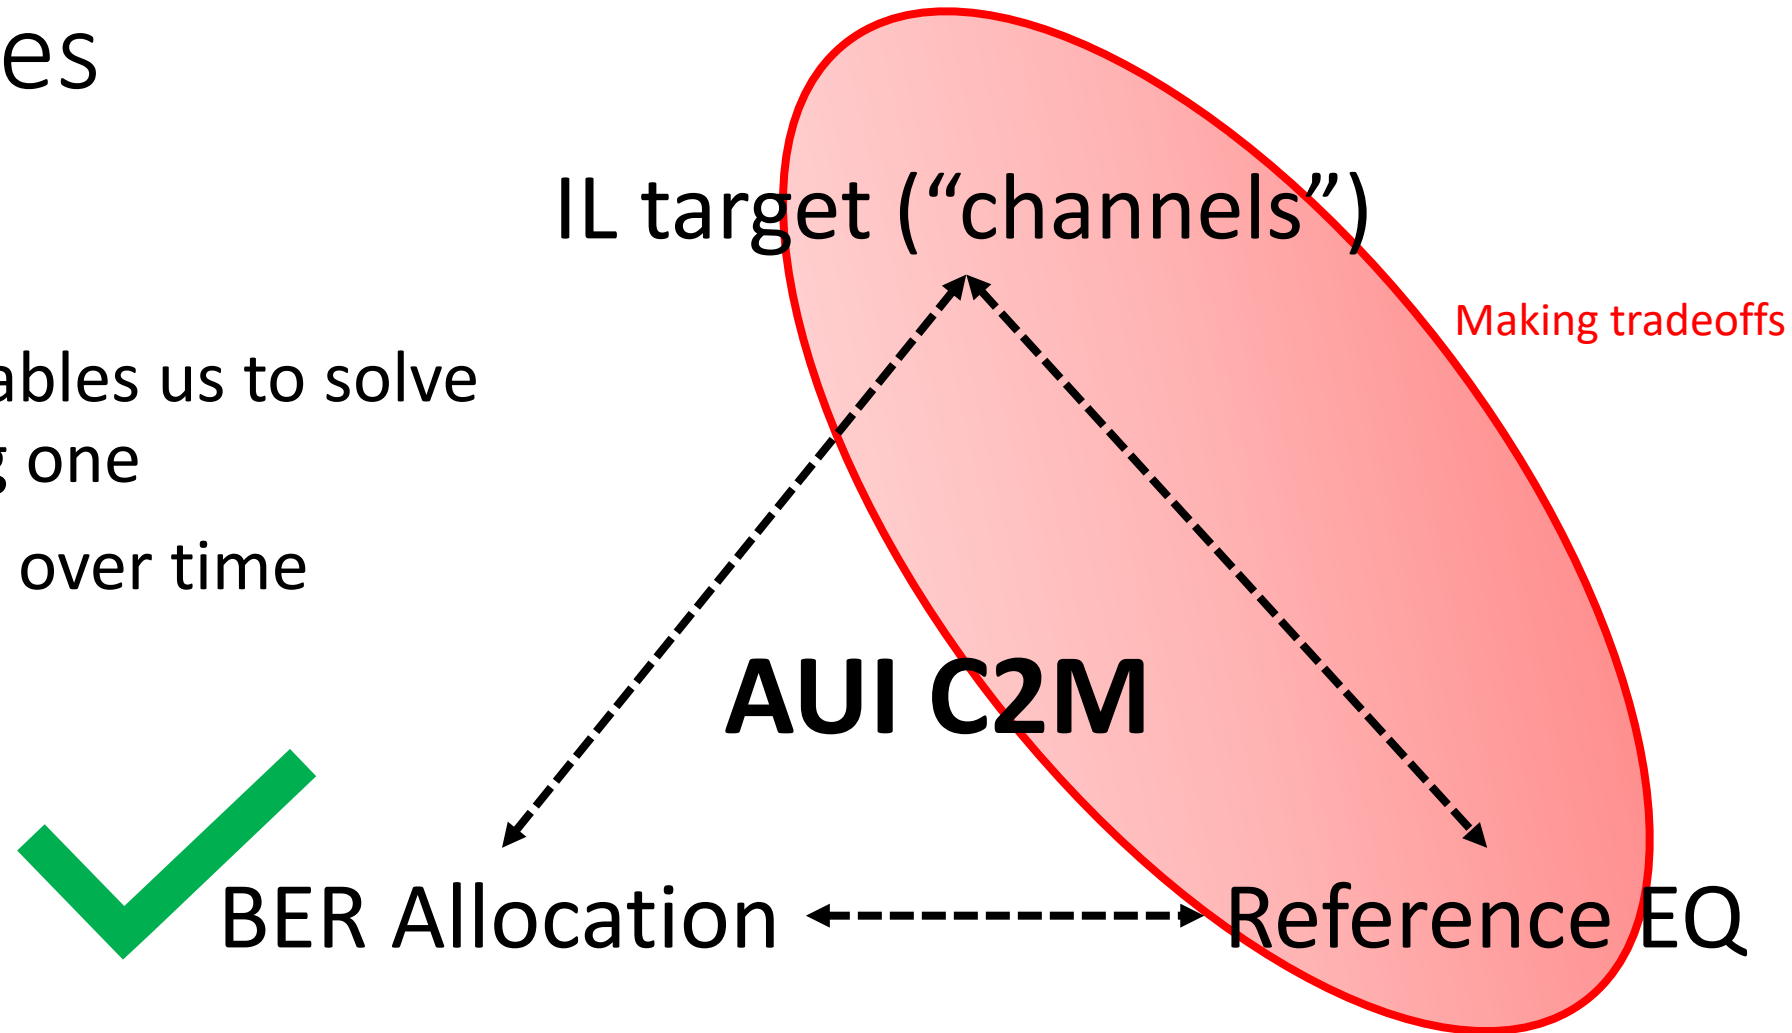 es
IL target (“channels”)
Making tradeoffs
ables us to solve
g one
over time
AUI C2M
BER Allocation
Reference EQ